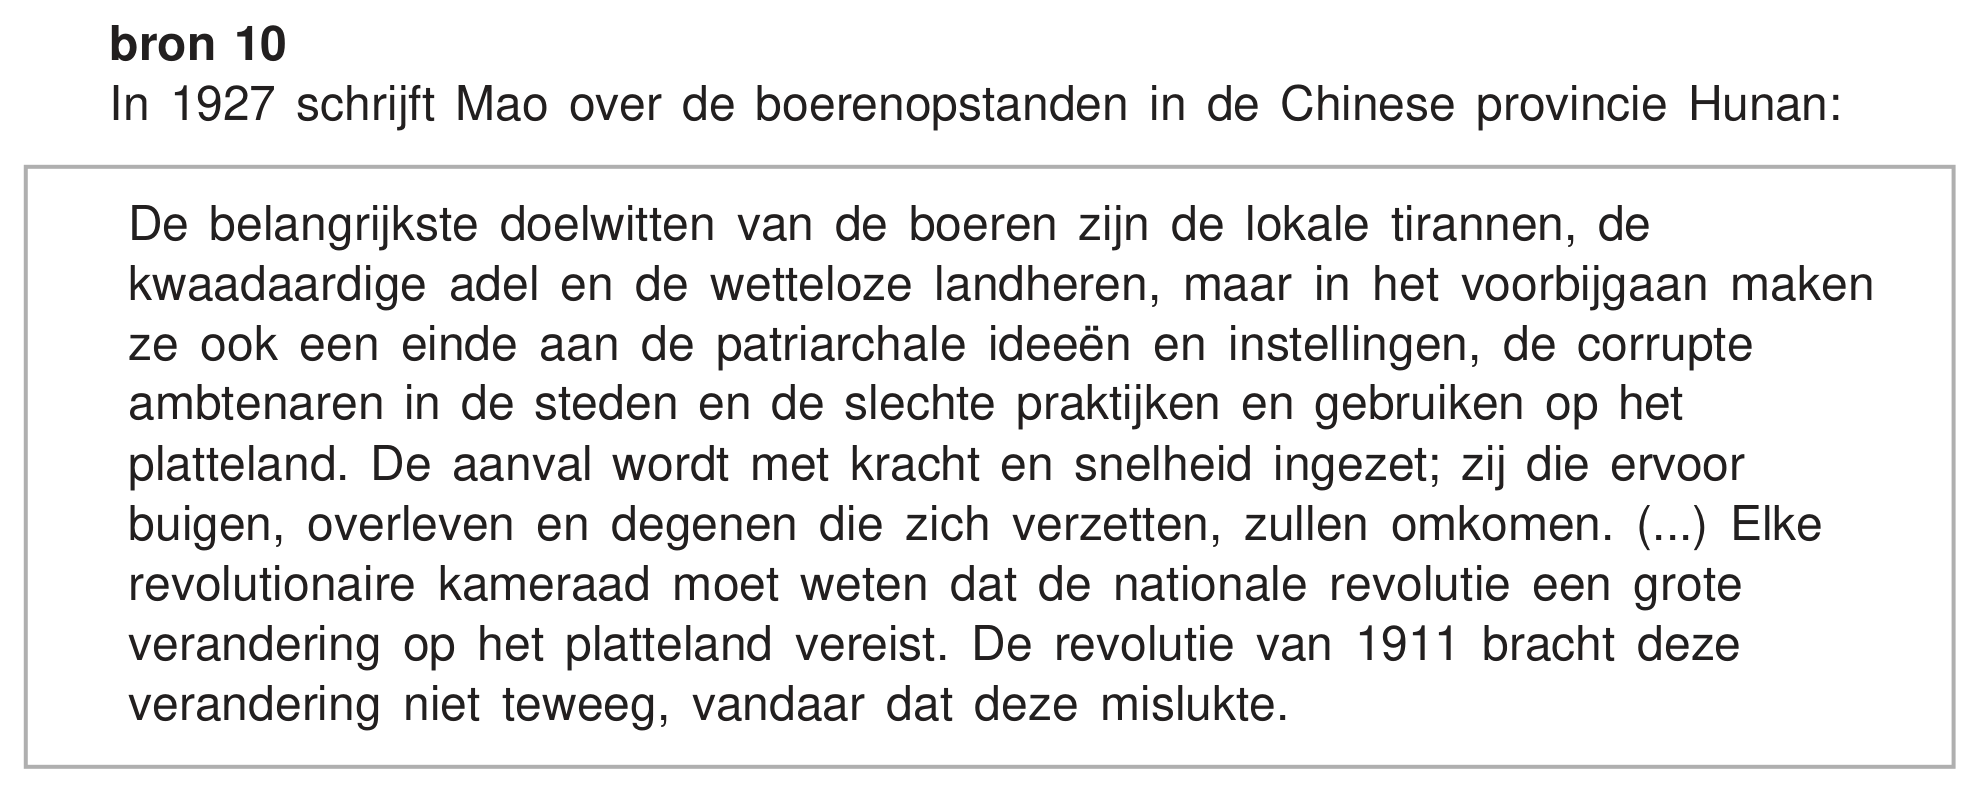 bron 10
In 1927 schrijft Mao over de boerenopstanden in de Chinese provincie Hunan:
De belangrijkste doelwitten van de boeren zijn de lokale tirannen, de
kwaadaardige adel en de wetteloze landheren, maar in het voorbijgaan maken
ze ook een einde aan de patriarchale ideeën en instellingen, de corrupte
ambtenaren in de steden en de slechte praktijken en gebruiken op het
platteland. De aanval wordt met kracht en snelheid ingezet; zij die ervoor
buigen, overleven en degenen die zich verzetten, zullen omkomen. (...) Elke
revolutionaire kameraad moet weten dat de nationale revolutie een grote
verandering op het platteland vereist. De revolutie van 1911 bracht deze
verandering niet teweeg, vandaar dat deze mislukte.